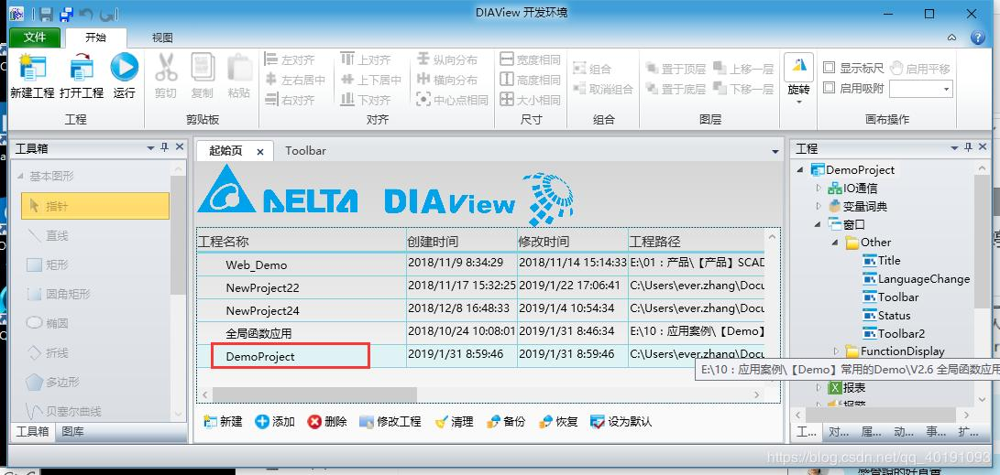 DIAView 开发环境
文件 开始 视图
新建工程 打开工程 运行 剪切 复制 粘贴
左对齐 上对齐 纵向分布 宽度相同 组合 置于顶层 上移一层 旋转 显示标尺 启用平移
左右居中 上下居中 横向分布 高度相同 取消组合 置于底层 下移一层 启用吸附
右对齐 下对齐 中心点相同 大小相同
工程 剪贴板 对齐 尺寸 组合 图层 画布操作
工具箱
基本图形
指针
直线
矩形
圆角矩形
椭圆
折线
多边形
贝塞尔曲线
工具箱 图库
起始页 Toolbar
DELTA DIAView
工程名称 创建时间 修改时间 工程路径
Web_Demo 2018/11/9 8:34:29 2018/11/14 15:14:33 E:\01：产品\【产品】SCAD
NewProject22 2018/11/17 15:32:25 2019/1/22 17:06:41 C:\Users\ever.zhang\Docu
NewProject24 2018/12/8 16:48:33 2019/1/4 10:54:34 C:\Users\ever.zhang\Docu
全局函数应用 2018/10/24 10:08:01 2019/1/31 8:46:34 E:\10：应用案例\【Demo】
DemoProject 2019/1/31 8:59:46 2019/1/31 8:59:46 C:\Users\ever.zhang\Docu
E:\10：应用案例\【Demo】常用的Demo\V2.6 全局函数应用
新建 添加 删除 修改工程 清理 备份 恢复 设为默认
工程
DemoProject
IO通信
变量词典
窗口
Other
Title
LanguageChange
Toolbar
Status
Toolbar2
FunctionDisplay
报表
报警
工... 对... 属... 动... 事... 扩...
https://blog.csdn.net/qq_40191093